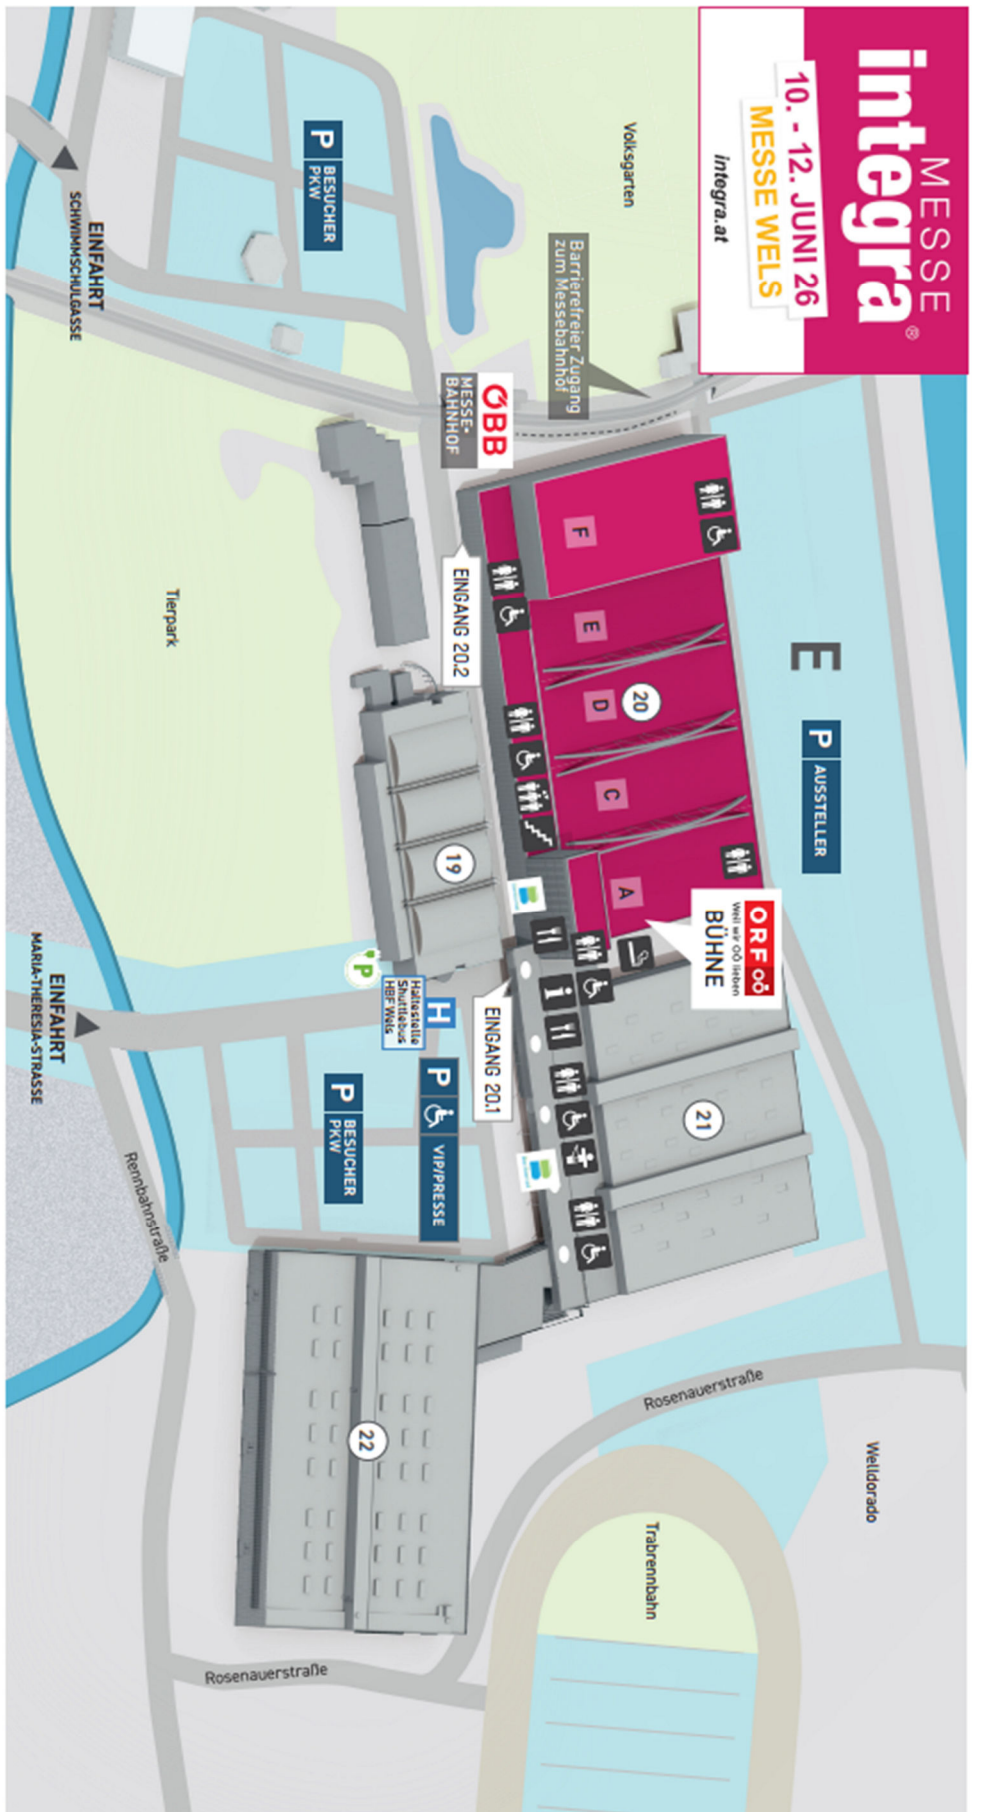 MESSE
integra®
10. - 12. JUNI 26
MESSE WELS
integra.at
Volksgarten
Barrierefreier Zugang
zum Messebahnhof
P BESUCHER
PKW
EINFAHRT
SCHWIMMSCHULGASSE
ÖBB
MESSE-
BAHNHOF
Tierpark
EINGANG 20.2
E
P AUSSTELLER
F
E
D
20
C
A
19
ORF OÖ
Weil wir OÖ lieben
BÜHNE
i
P
H
Haltestelle
Shuttlebus
HBF Wels
EINGANG 20.1
P VIP/PRESSE
P BESUCHER
PKW
EINFAHRT
MARIA-THERESIA-STRASSE
21
Rennbahnstraße
22
Rosenauerstraße
Welldorado
Trabrennbahn
Rosenauerstraße